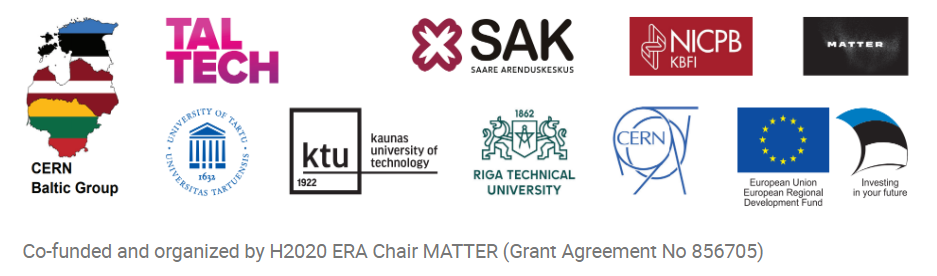 TAL
TECH
SAK
SAARE ARENDUSKESKUS
NICPB
KBFI
MATTER
CERN
Baltic Group
UNIVERSITY OF TARTU
1632
UNIVERSITAS TARTUENSIS
ktu
1922
kaunas
university of
technology
1862
RIGA TECHNICAL
UNIVERSITY
CERN
European Union
European Regional
Development Fund
Investing
in your future
Co-funded and organized by H2020 ERA Chair MATTER (Grant Agreement No 856705)